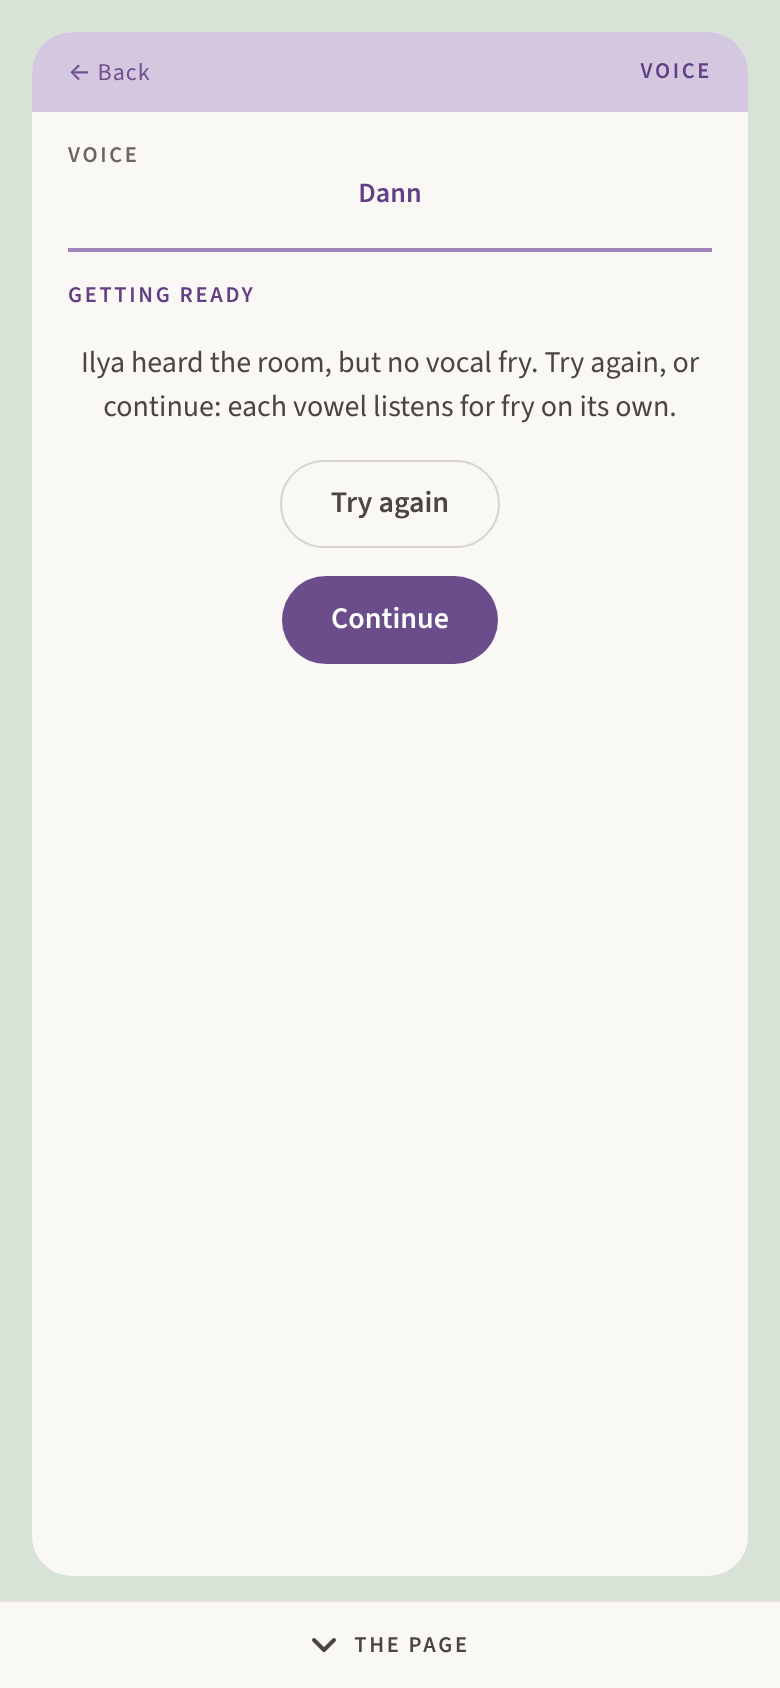 ← Back
VOICE
VOICE
Dann
GETTING READY
Ilya heard the room, but no vocal fry. Try again, or
continue: each vowel listens for fry on its own.
Try again
Continue
THE PAGE